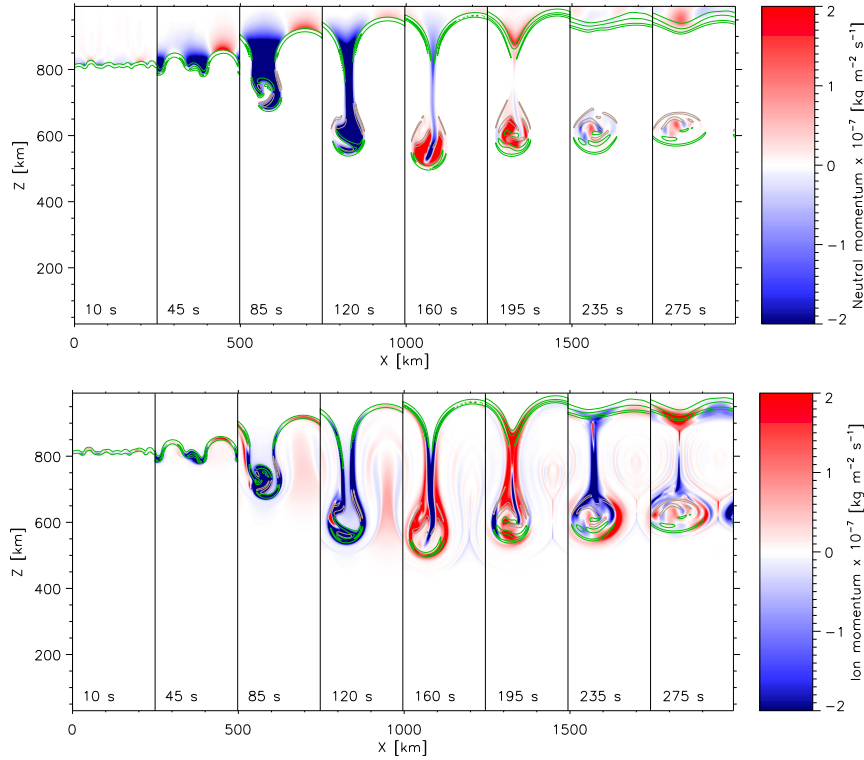 800
600
400
200
Z [km]
10 s
45 s
85 s
120 s
160 s
195 s
235 s
275 s
0
500
1000
1500
X [km]
2
1
0
−1
−2
Neutral momentum x 10⁻⁷ [kg m⁻² s⁻¹]
800
600
400
200
Z [km]
10 s
45 s
85 s
120 s
160 s
195 s
235 s
275 s
0
500
1000
1500
X [km]
2
1
0
−1
−2
Ion momentum x 10⁻⁷ [kg m⁻² s⁻¹]